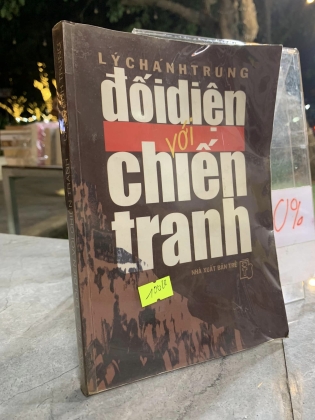 LÝ CHÁNH TRUNG
đối diện
với
chiến
tranh
NHÀ XUẤT BẢN TRẺ
0%